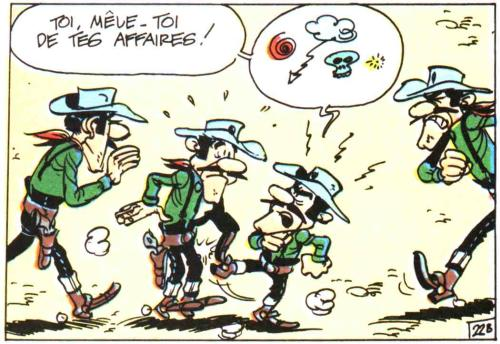 TOI, MÊLE-TOI
DE TES AFFAIRES!
22B